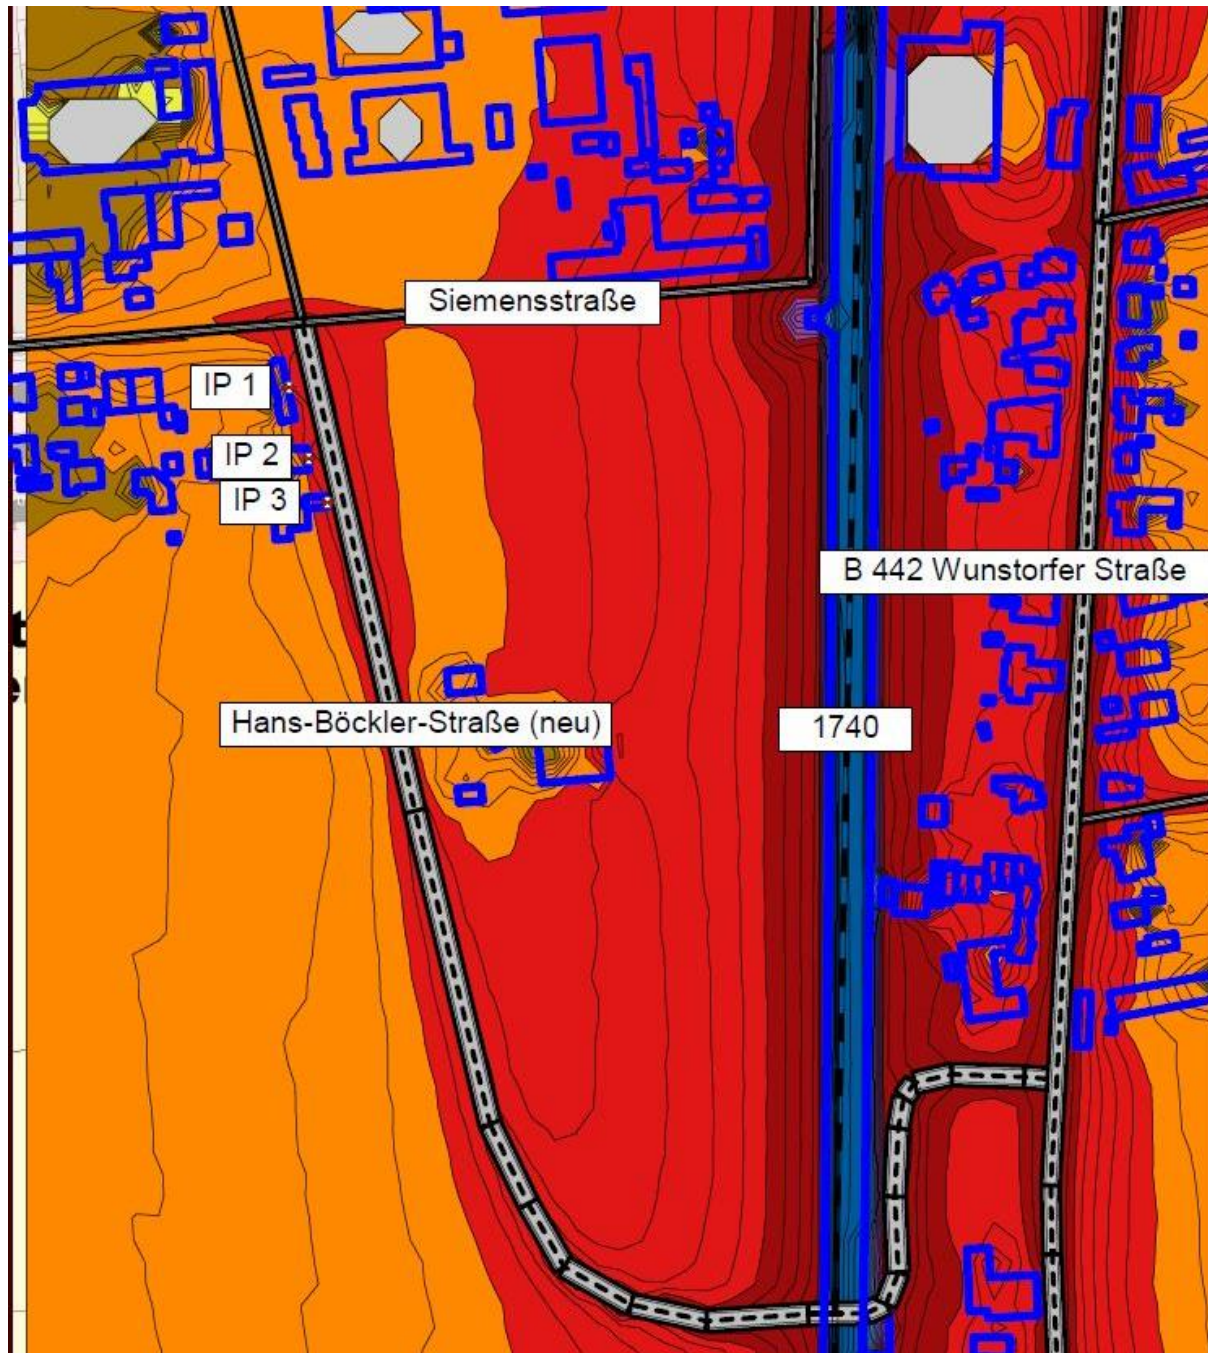 Siemensstraße
IP 1
IP 2
IP 3
B 442 Wunstorfer Straße
Hans-Böckler-Straße (neu)
1740